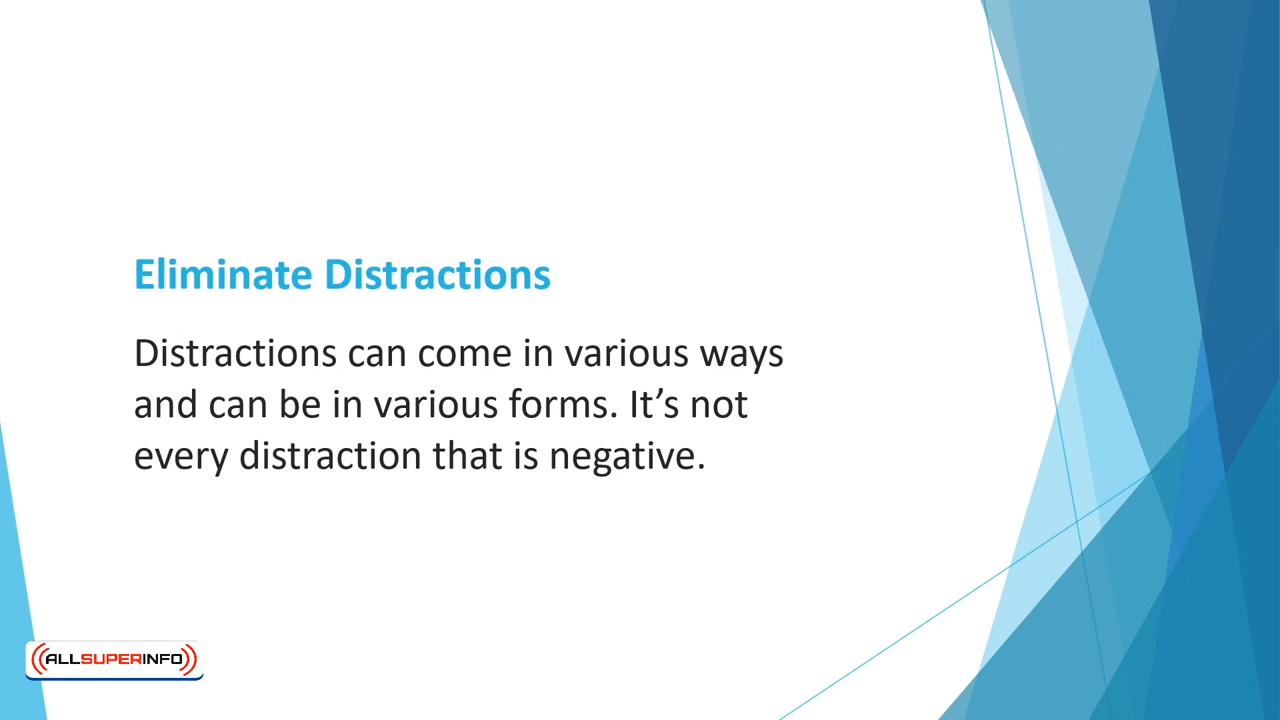 Eliminate Distractions
Distractions can come in various ways
and can be in various forms. It’s not
every distraction that is negative.
ALLSUPERINFO